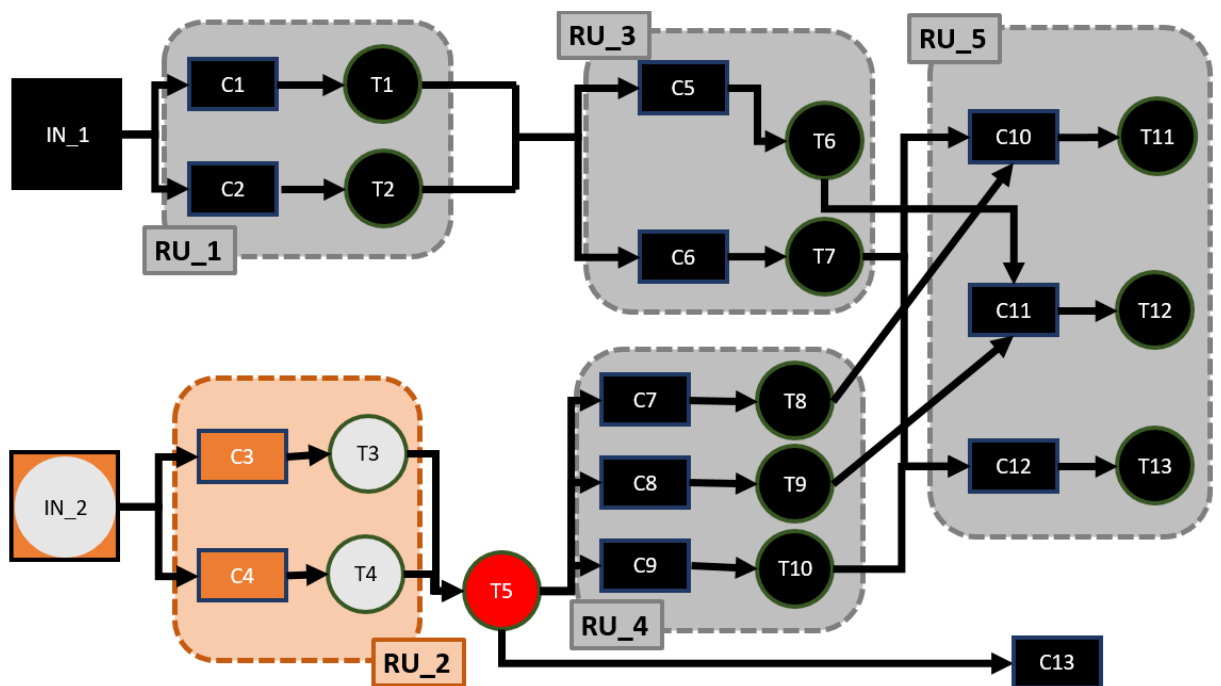 RU_3
RU_5
C1
T1
C5
IN_1
T6
C10
T11
C2
T2
RU_1
C6
T7
C11
T12
C7
T8
C3
T3
C12
T13
C8
T9
IN_2
C9
T10
C4
T4
T5
RU_4
RU_2
C13